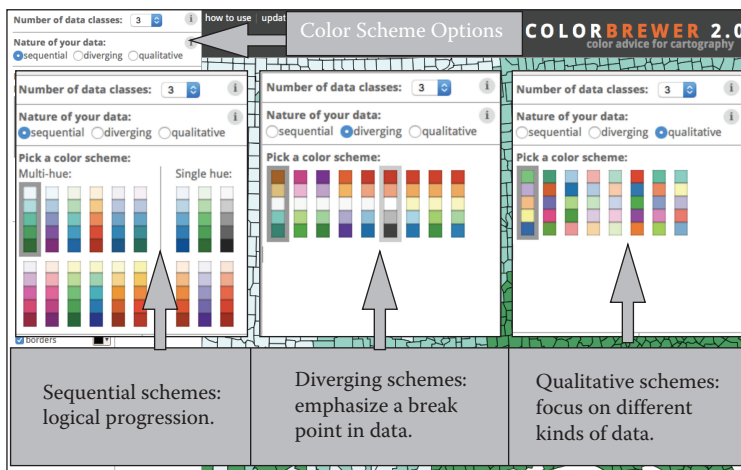 Number of data classes: 3 i
how to use | updat
Color Scheme Options
COLORBREWER 2.0
color advice for cartography
Nature of your data: i
sequential diverging qualitative
Number of data classes: 3 i
Nature of your data: i
sequential diverging qualitative
Pick a color scheme:
Multi-hue: Single hue:
Number of data classes: 3 i
Nature of your data: i
sequential diverging qualitative
Pick a color scheme:
Number of data classes: 3 i
Nature of your data: i
sequential diverging qualitative
Pick a color scheme:
borders
Sequential schemes:
logical progression.
Diverging schemes:
emphasize a break
point in data.
Qualitative schemes:
focus on different
kinds of data.